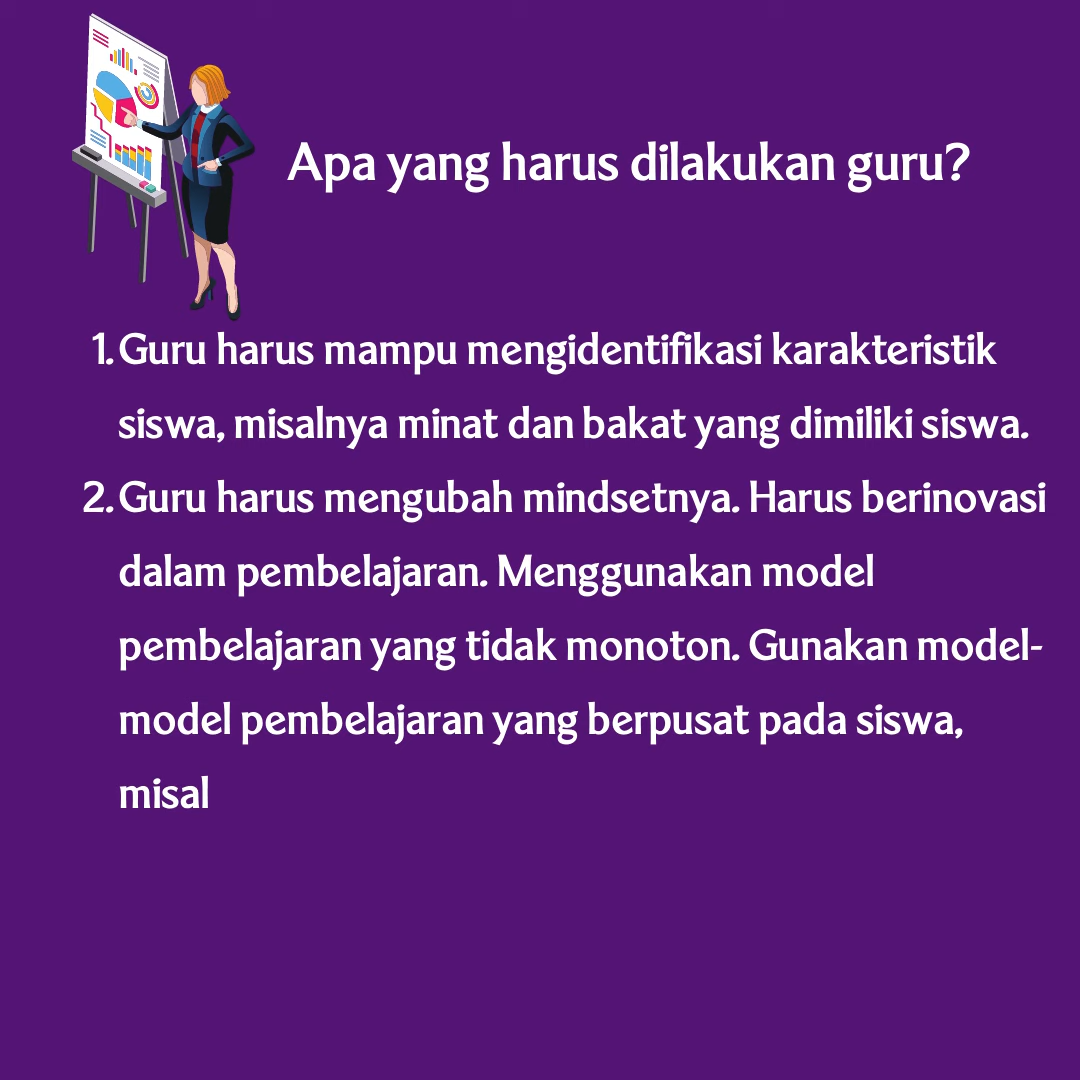 Apa yang harus dilakukan guru?
1. Guru harus mampu mengidentifikasi karakteristik
siswa, misalnya minat dan bakat yang dimiliki siswa.
2. Guru harus mengubah mindsetnya. Harus berinovasi
dalam pembelajaran. Menggunakan model
pembelajaran yang tidak monoton. Gunakan model-
model pembelajaran yang berpusat pada siswa,
misal